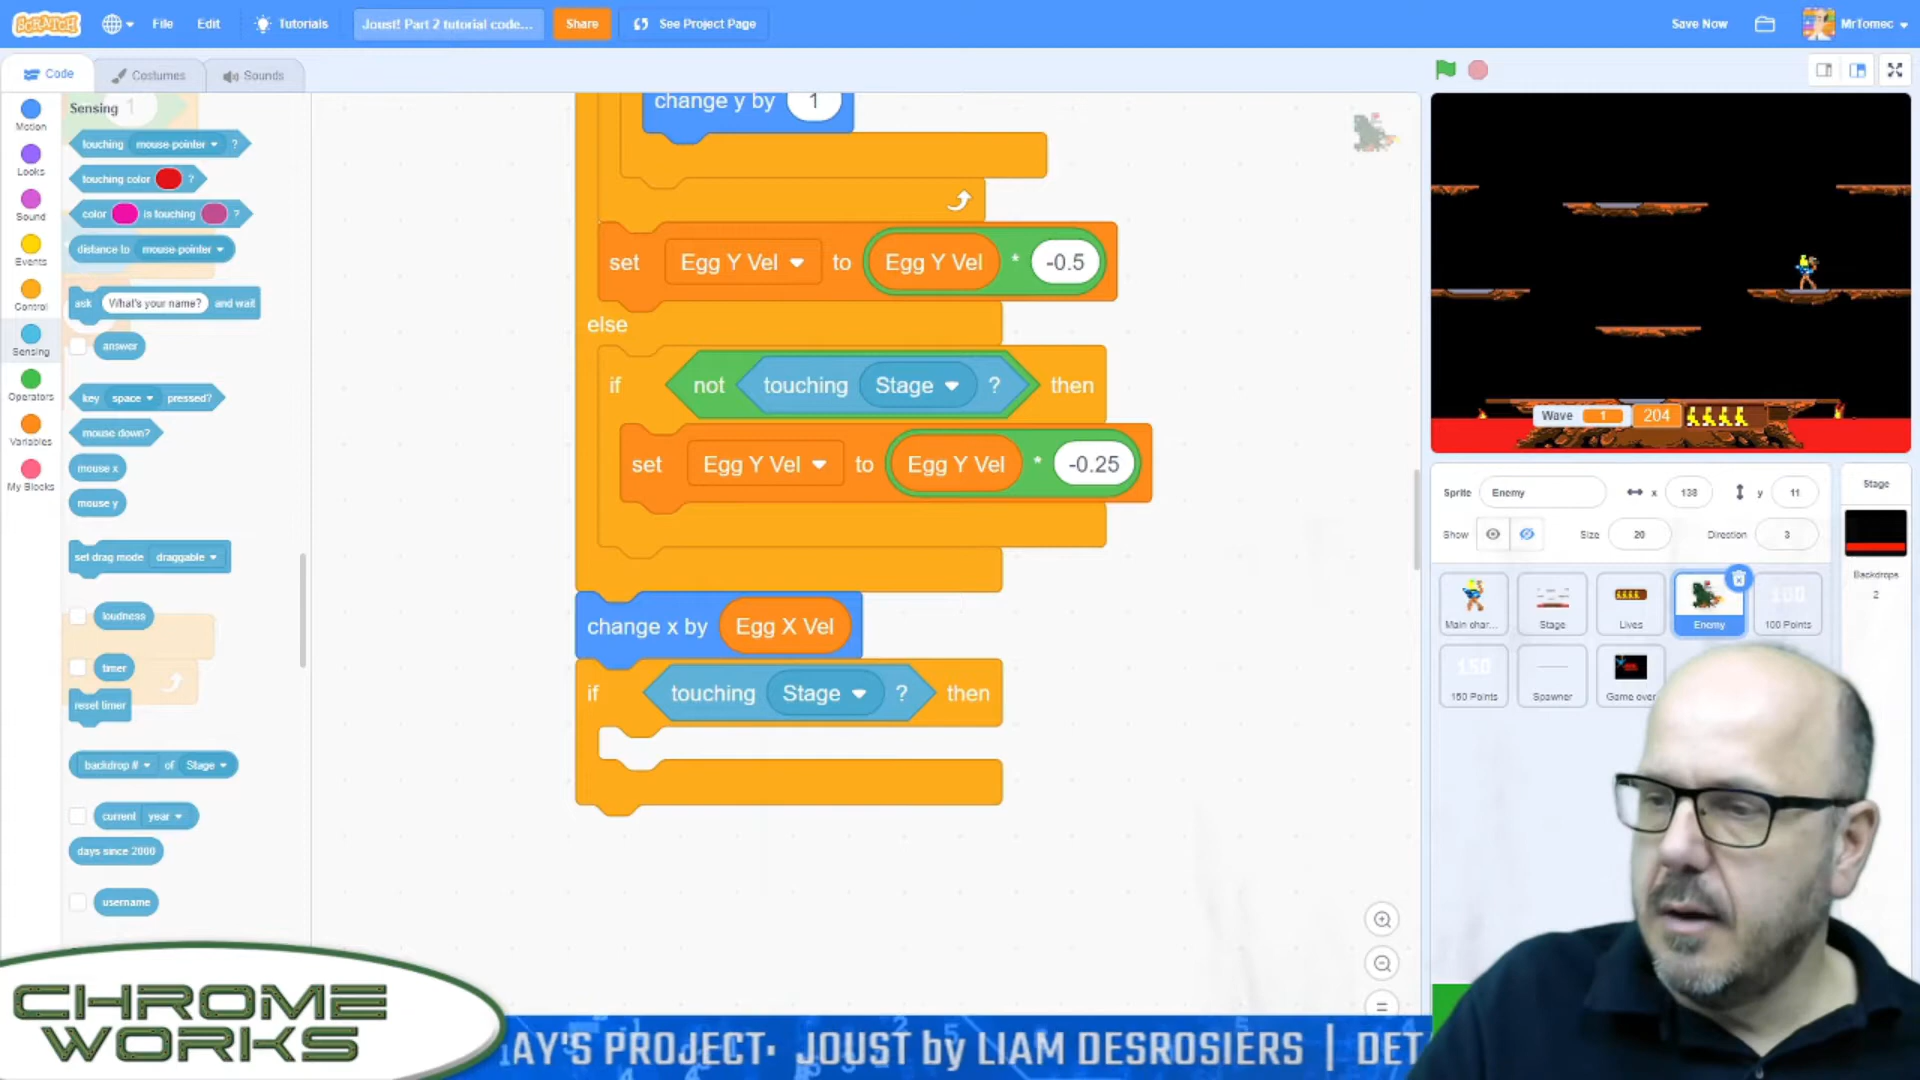 SCRATCH
File
Edit
Tutorials
Joust! Part 2 tutorial code...
Share
See Project Page
Save Now
MrTomec
Code
Costumes
Sounds
Motion
Looks
Sound
Events
Control
Sensing
Operators
Variables
My Blocks
1
Sensing
touching mouse-pointer ?
touching color ?
color is touching ?
distance to mouse-pointer
ask What's your name? and wait
answer
key space pressed?
mouse down?
mouse x
mouse y
set drag mode draggable
loudness
timer
reset timer
backdrop # of Stage
current year
days since 2000
username
change y by 1
set Egg Y Vel to Egg Y Vel * -0.5
else
if not touching Stage ? then
set Egg Y Vel to Egg Y Vel * -0.25
change x by Egg X Vel
if touching Stage ? then
Wave 1 204
Sprite Enemy x 138 y 11
Show Size 20 Direction 3
Main char...
Stage
Lives
Enemy
100
100 Points
150
150 Points
Spawner
Game over
Stage
Backdrops
2
CHROME
WORKS
AY'S PROJECT: JOUST by LIAM DESROSIERS | DET